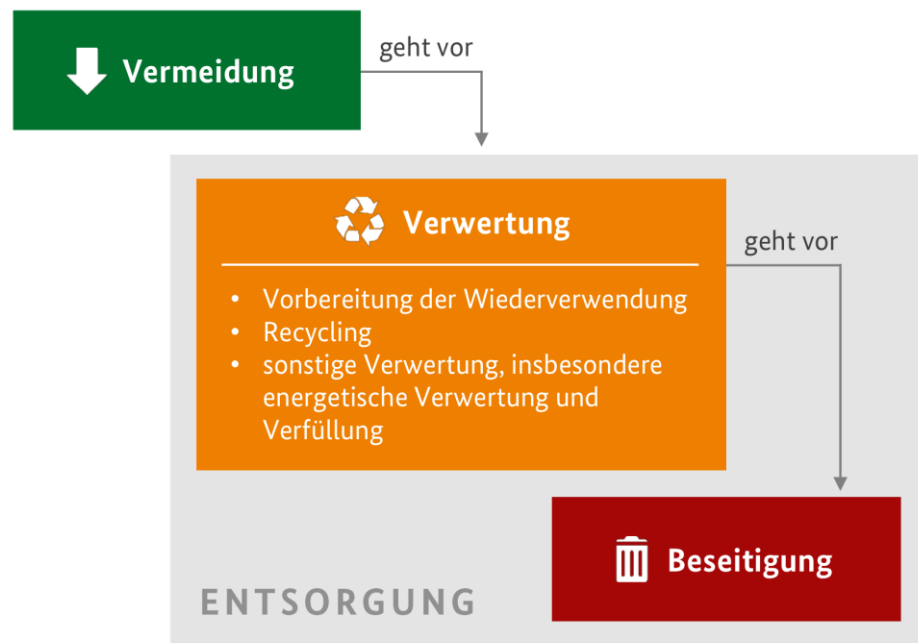 Vermeidung
geht vor
Verwertung
geht vor
• Vorbereitung der Wiederverwendung
• Recycling
• sonstige Verwertung, insbesondere
energetische Verwertung und
Verfüllung
Beseitigung
ENTSORGUNG